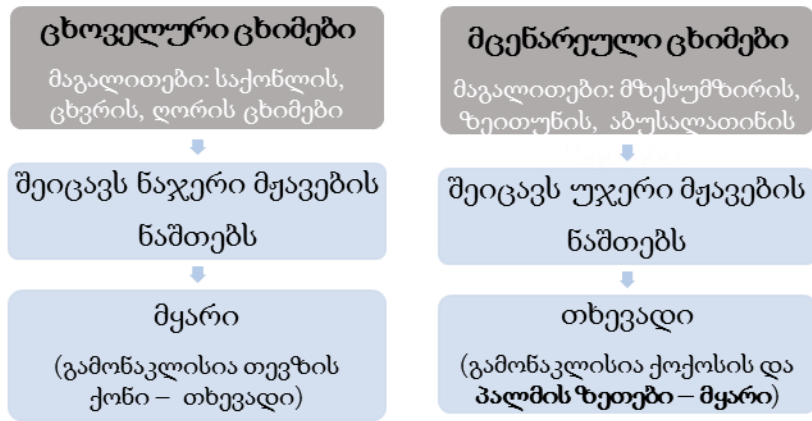 ცხოველური ცხიმები
მაგალითები: საქონლის,
ცხვრის, ღორის ცხიმები
შეიცავს ნაჯერი მჟავების
ნაშთებს
მყარი
(გამონაკლისია თევზის
ქონი – თხევადი)
მცენარეული ცხიმები
მაგალითები: მზესუმზირის,
ზეითუნის, აბუსალათინის
შეიცავს უჯერი მჟავების
ნაშთებს
თხევადი
(გამონაკლისია ქოქოსის და
პალმის ზეთები – მყარი)